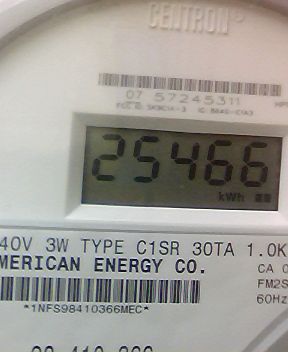 CENTRON®
07 57245311
25466
kWh
40V 3W TYPE C1SR 30TA 1.0K
MERICAN ENERGY CO.
CA 0
FM2S
60Hz
*1NFS98410366MEC*